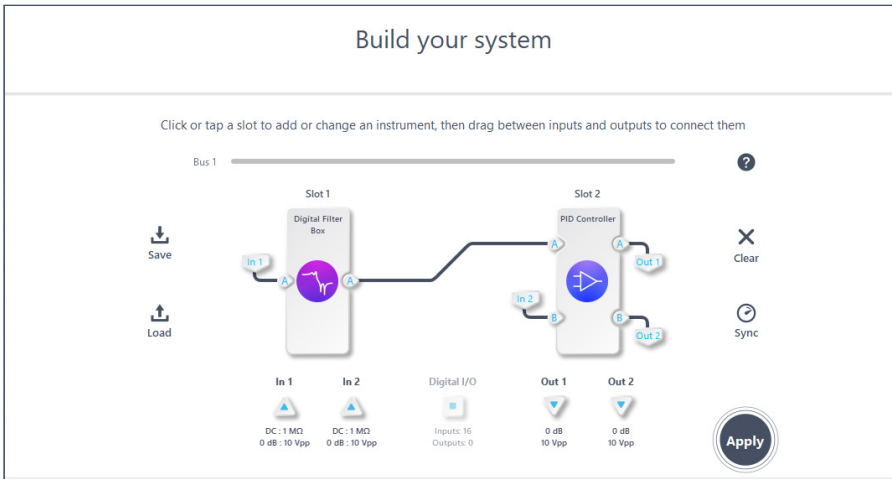 Build your system
Click or tap a slot to add or change an instrument, then drag between inputs and outputs to connect them
Bus 1
?
Slot 1
Slot 2
Digital Filter
Box
PID Controller
Save
Clear
In 1
A
A
A
A
Out 1
In 2
B
B
Out 2
Load
Sync
In 1
In 2
Digital I/O
Out 1
Out 2
DC : 1 MΩ
0 dB : 10 Vpp
DC : 1 MΩ
0 dB : 10 Vpp
Inputs: 16
Outputs: 0
0 dB
10 Vpp
0 dB
10 Vpp
Apply